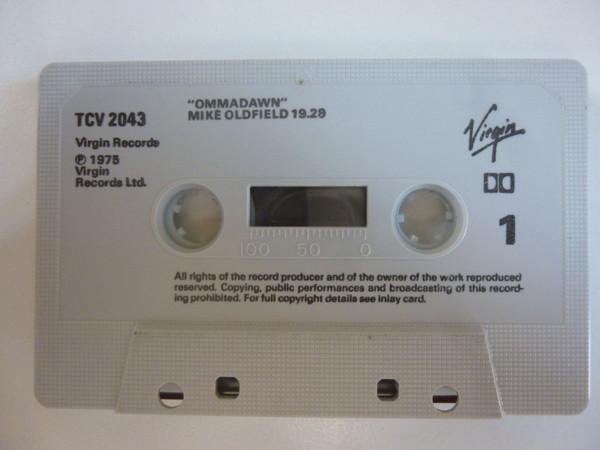 TCV 2043
"OMMADAWN"
MIKE OLDFIELD 19.29
Virgin Records
Ⓟ 1975
Virgin
Records Ltd.
Virgin
1
100 50 0
All rights of the record producer and of the owner of the work reproduced
reserved. Copying, public performances and broadcasting of this record-
ing prohibited. For full copyright details see inlay card.